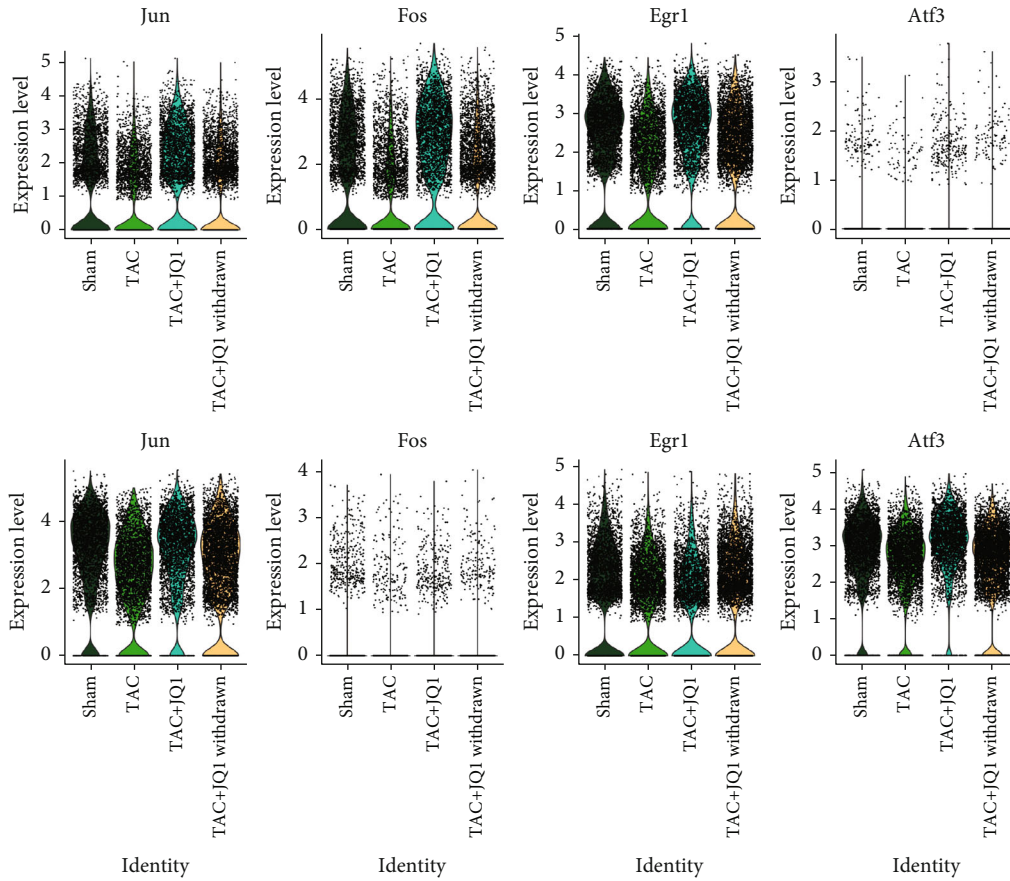 Jun
Fos
Egr1
Atf3
Expression level
5
4
3
2
1
0
Sham
TAC
TAC+JQ1
TAC+JQ1 withdrawn
Expression level
4
2
0
Sham
TAC
TAC+JQ1
TAC+JQ1 withdrawn
Expression level
5
4
3
2
1
0
Sham
TAC
TAC+JQ1
TAC+JQ1 withdrawn
Expression level
3
2
1
0
Sham
TAC
TAC+JQ1
TAC+JQ1 withdrawn
Jun
Fos
Egr1
Atf3
Expression level
4
2
0
Sham
TAC
TAC+JQ1
TAC+JQ1 withdrawn
Identity
Expression level
4
3
2
1
0
Sham
TAC
TAC+JQ1
TAC+JQ1 withdrawn
Identity
Expression level
5
4
3
2
1
0
Sham
TAC
TAC+JQ1
TAC+JQ1 withdrawn
Identity
Expression level
5
4
3
2
1
0
Sham
TAC
TAC+JQ1
TAC+JQ1 withdrawn
Identity